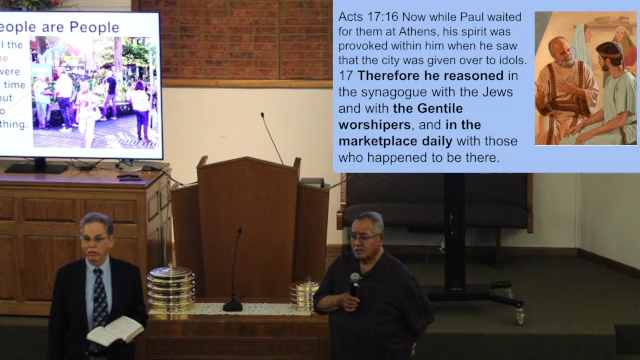 eople are People
l the
ne
were
time
but
o
thing.
Acts 17:16 Now while Paul waited
for them at Athens, his spirit was
provoked within him when he saw
that the city was given over to idols.
17 Therefore he reasoned in
the synagogue with the Jews
and with the Gentile
worshipers, and in the
marketplace daily with those
who happened to be there.